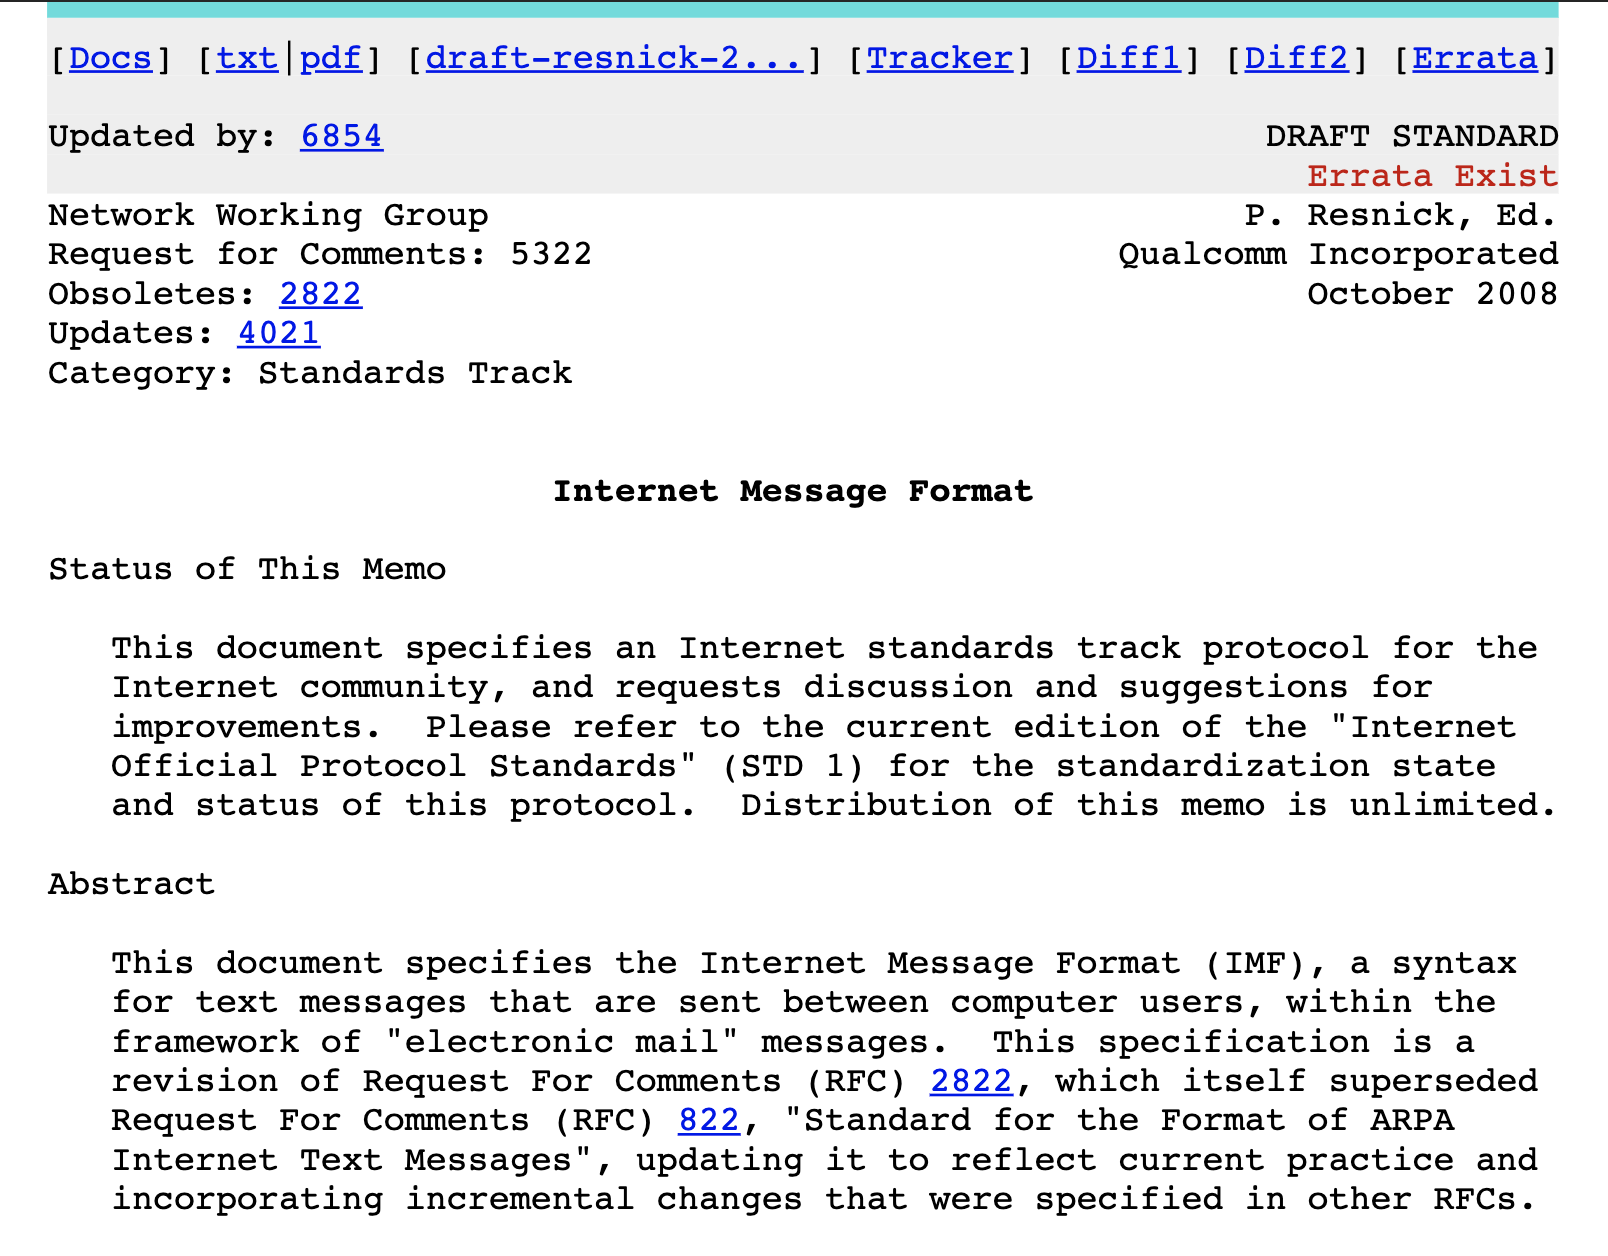 [Docs] [txt|pdf] [draft-resnick-2...] [Tracker] [Diff1] [Diff2] [Errata]
Updated by: 6854 DRAFT STANDARD
Errata Exist
Network Working Group P. Resnick, Ed.
Request for Comments: 5322 Qualcomm Incorporated
Obsoletes: 2822 October 2008
Updates: 4021
Category: Standards Track
Internet Message Format
Status of This Memo
This document specifies an Internet standards track protocol for the
Internet community, and requests discussion and suggestions for
improvements.  Please refer to the current edition of the "Internet
Official Protocol Standards" (STD 1) for the standardization state
and status of this protocol.  Distribution of this memo is unlimited.
Abstract
This document specifies the Internet Message Format (IMF), a syntax
for text messages that are sent between computer users, within the
framework of "electronic mail" messages.  This specification is a
revision of Request For Comments (RFC) 2822, which itself superseded
Request For Comments (RFC) 822, "Standard for the Format of ARPA
Internet Text Messages", updating it to reflect current practice and
incorporating incremental changes that were specified in other RFCs.